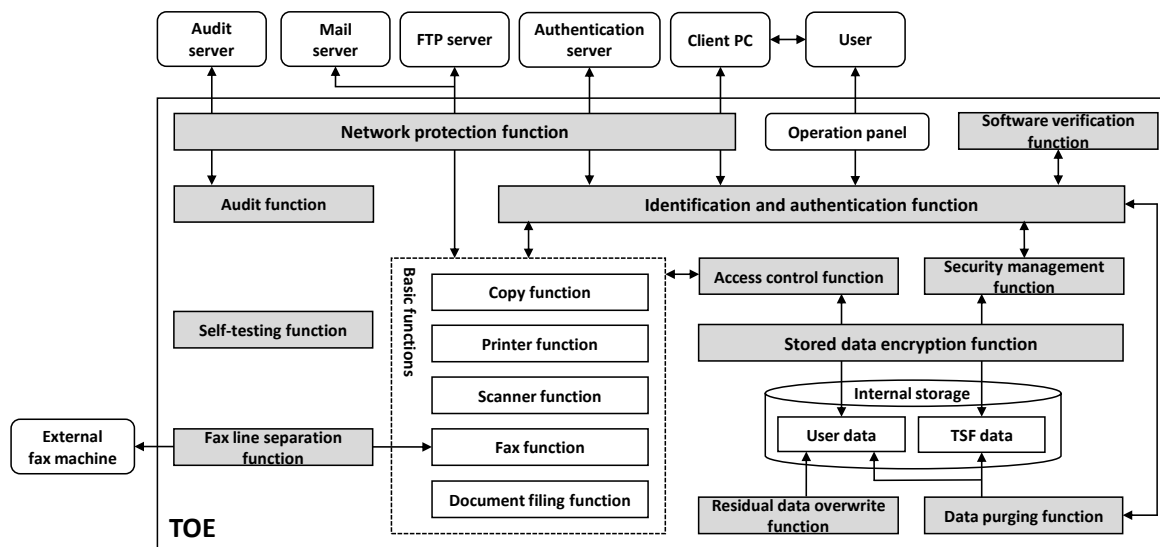 Audit
server
Mail
server
FTP server
Authentication
server
Client PC
User
Network protection function
Operation panel
Software verification
function
Audit function
Identification and authentication function
Basic functions
Copy function
Access control function
Security management
function
Self-testing function
Printer function
Stored data encryption function
Scanner function
Internal storage
External
fax machine
Fax line separation
function
Fax function
User data
TSF data
Document filing function
Residual data overwrite
function
Data purging function
TOE